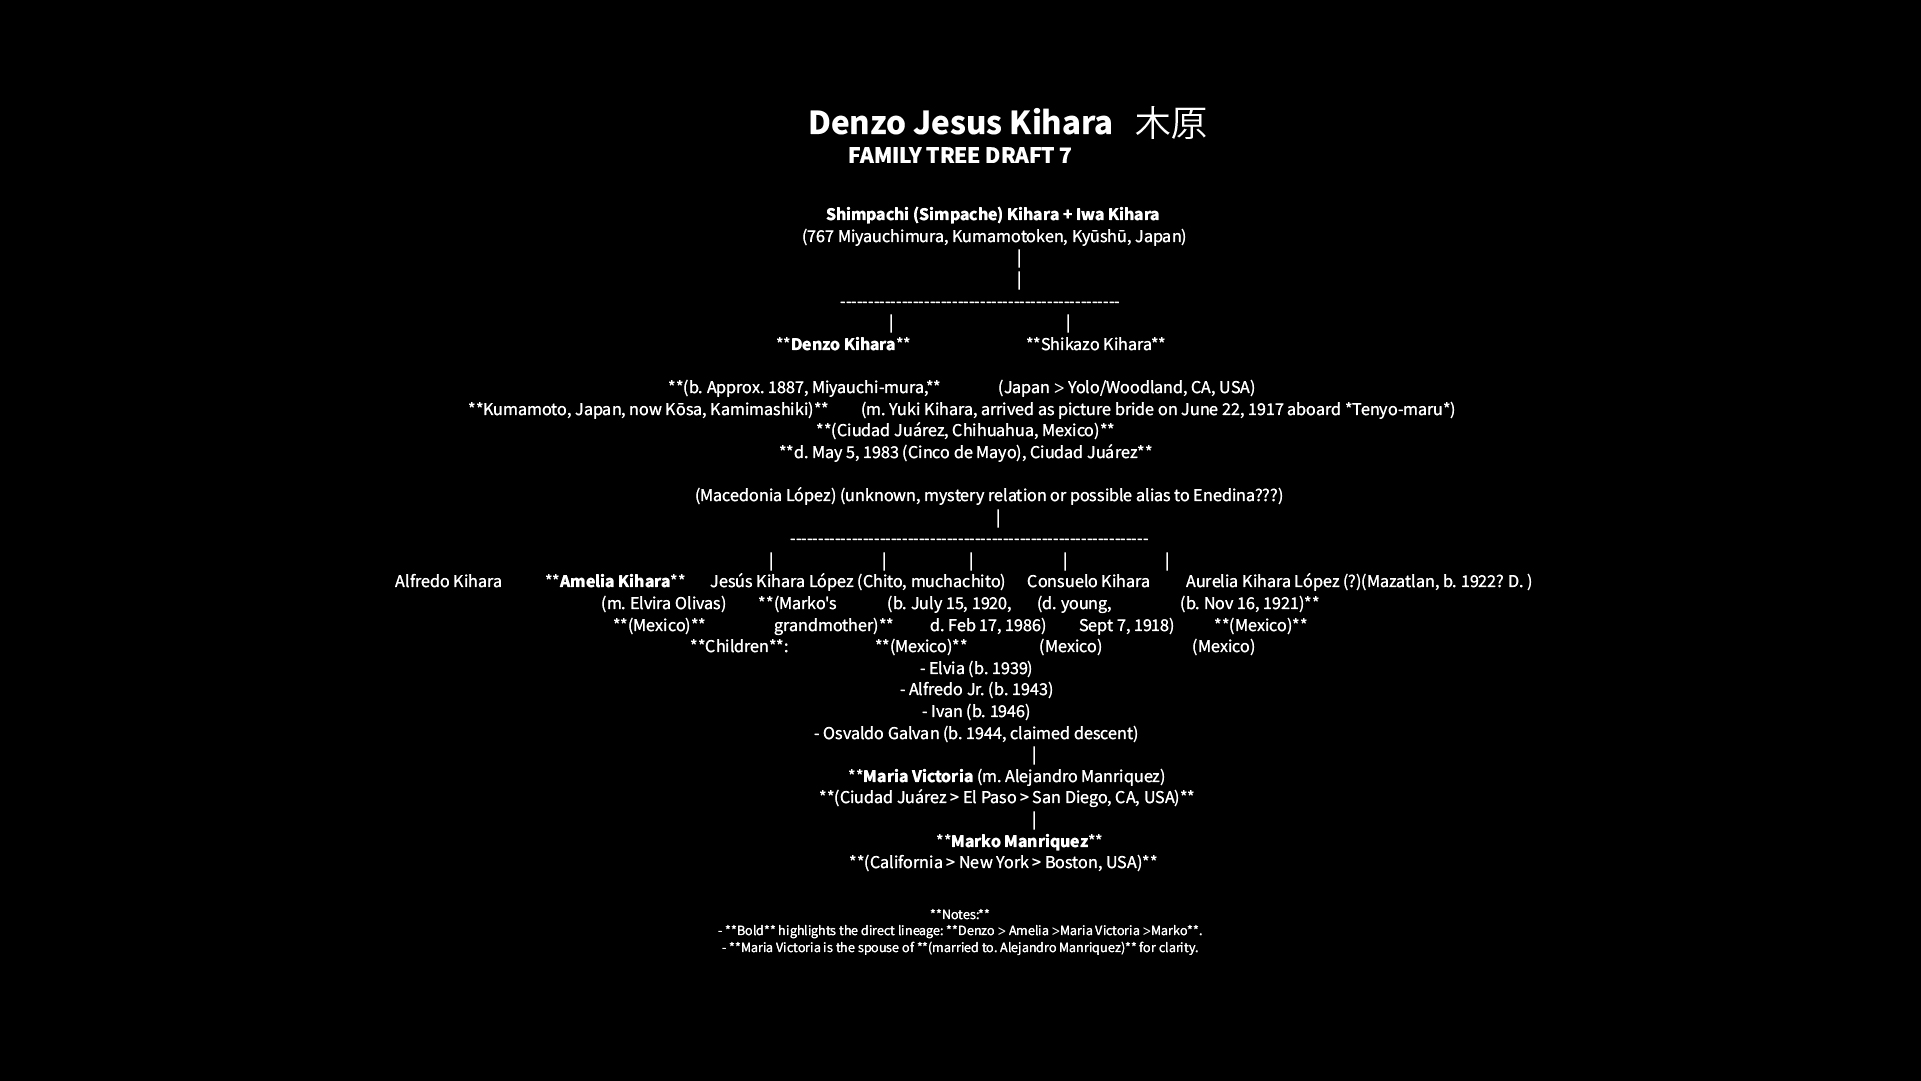 Denzo Jesus Kihara 木原
FAMILY TREE DRAFT 7
Shimpachi (Simpache) Kihara + Iwa Kihara
(767 Miyauchimura, Kumamotoken, Kyūshū, Japan)
|
|
--------------------------------------------------
| |
**Denzo Kihara** **Shikazo Kihara**
**(b. Approx. 1887, Miyauchi-mura,** (Japan > Yolo/Woodland, CA, USA)
**Kumamoto, Japan, now Kōsa, Kamimashiki)** (m. Yuki Kihara, arrived as picture bride on June 22, 1917 aboard *Tenyo-maru*)
**(Ciudad Juárez, Chihuahua, Mexico)**
**d. May 5, 1983 (Cinco de Mayo), Ciudad Juárez**
(Macedonia López) (unknown, mystery relation or possible alias to Enedina???)
|
----------------------------------------------------------------
| | | | |
Alfredo Kihara **Amelia Kihara** Jesús Kihara López (Chito, muchachito) Consuelo Kihara Aurelia Kihara López (?)(Mazatlan, b. 1922? D. )
(m. Elvira Olivas) **(Marko's (b. July 15, 1920, (d. young, (b. Nov 16, 1921)**
**(Mexico)** grandmother)** d. Feb 17, 1986) Sept 7, 1918) **(Mexico)**
**Children**: **(Mexico)** (Mexico) (Mexico)
- Elvia (b. 1939)
- Alfredo Jr. (b. 1943)
- Ivan (b. 1946)
- Osvaldo Galvan (b. 1944, claimed descent)
|
**Maria Victoria (m. Alejandro Manriquez)
**(Ciudad Juárez > El Paso > San Diego, CA, USA)**
|
**Marko Manriquez**
**(California > New York > Boston, USA)**
**Notes:**
- **Bold** highlights the direct lineage: **Denzo > Amelia >Maria Victoria >Marko**.
- **Maria Victoria is the spouse of **(married to. Alejandro Manriquez)** for clarity.